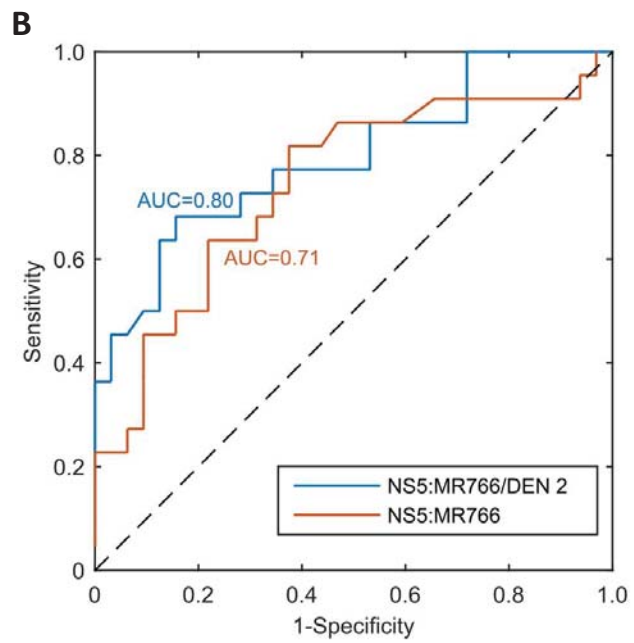 B
1.0
0.8
0.6
0.4
0.2
0
Sensitivity
AUC=0.80
AUC=0.71
NS5:MR766/DEN 2
NS5:MR766
0 0.2 0.4 0.6 0.8 1.0
1-Specificity